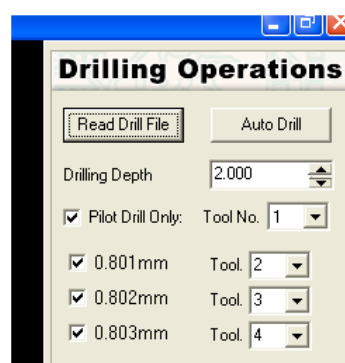 Drilling Operations
Read Drill File Auto Drill
Drilling Depth 2.000
Pilot Drill Only: Tool No. 1
0.801mm Tool. 2
0.802mm Tool. 3
0.803mm Tool. 4